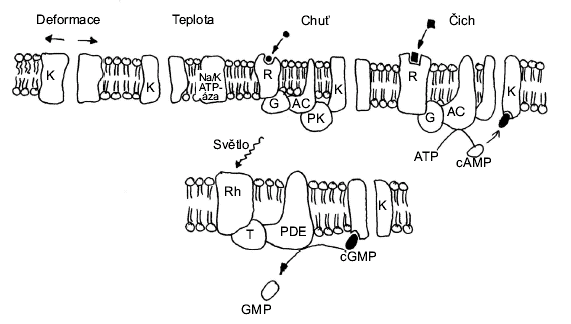 Deformace Teplota Chuť Čich
K K Na/K ATP- áza R G AC PK K R G AC K
ATP cAMP
Světlo
Rh T PDE K
cGMP
GMP